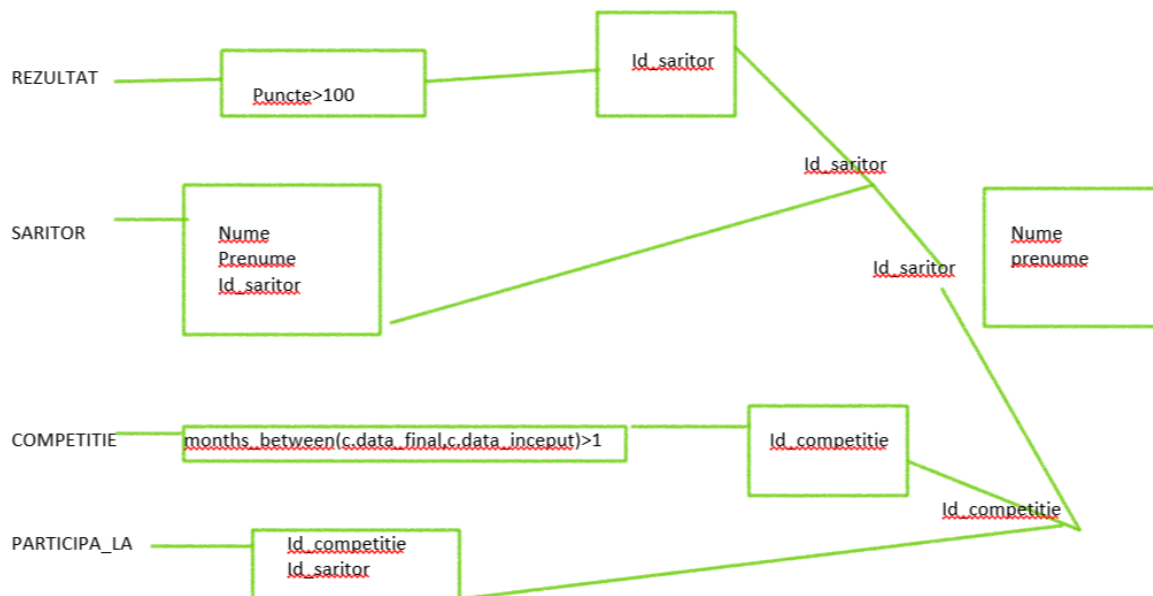 REZULTAT
Puncte>100
Id_saritor
Id_saritor
SARITOR
Nume
Prenume
Id_saritor
Id_saritor
Nume
prenume
COMPETITIE
months_between(c.data_final,c.data_inceput)>1
Id_competitie
Id_competitie
PARTICIPA_LA
Id_competitie
Id_saritor